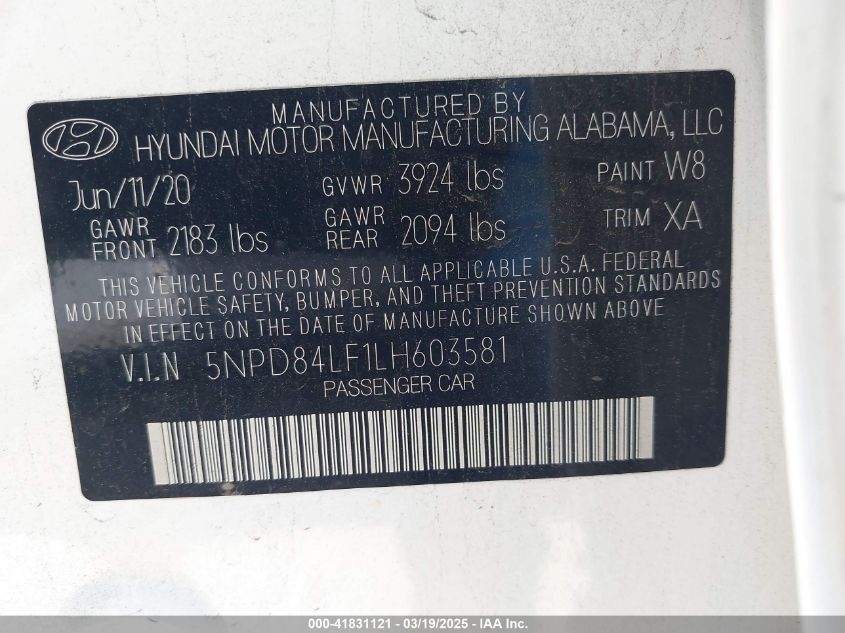 MANUFACTURED BY
HYUNDAI MOTOR MANUFACTURING ALABAMA, LLC
Jun/11/20 GVWR 3924 lbs PAINT W8
GAWR FRONT 2183 lbs GAWR REAR 2094 lbs TRIM XA
THIS VEHICLE CONFORMS TO ALL APPLICABLE U.S.A. FEDERAL
MOTOR VEHICLE SAFETY, BUMPER, AND THEFT PREVENTION STANDARDS
IN EFFECT ON THE DATE OF MANUFACTURE SHOWN ABOVE
V.I.N 5NPD84LF1LH603581
PASSENGER CAR
000-41831121 - 03/19/2025 - IAA Inc.